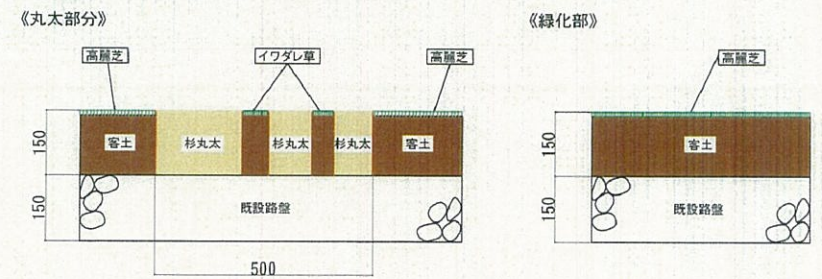 《丸太部分》
高麗芝
イワダレ草
高麗芝
150
客土
杉丸太
杉丸太
杉丸太
客土
150
既設路盤
500
《緑化部》
高麗芝
150
客土
150
既設路盤